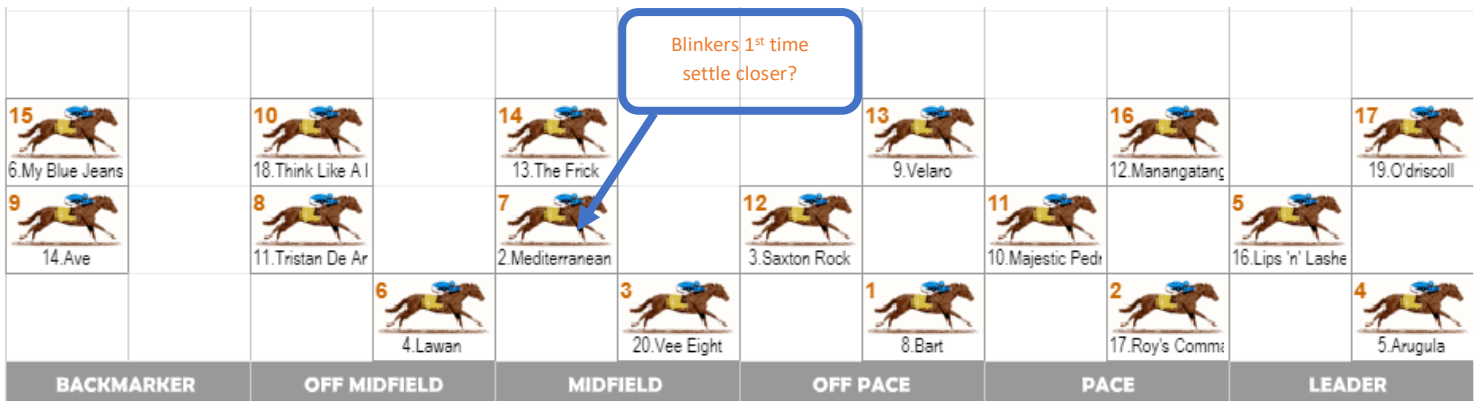 Blinkers 1st time
settle closer?
15 10 14 13 16 17
6.My Blue Jeans 18.Think Like A I 13.The Frick 9.Velaro 12.Manangatang 19.O'driscoll
9 8 7 12 11 5
14.Ave 11.Tristan De Ar 2.Mediterranean 3.Saxton Rock 10.Majestic Pedr 16.Lips 'n' Lashe
6 3 1 2 4
4.Lawan 20.Vee Eight 8.Bart 17.Roy's Comma 5.Arugula
BACKMARKER OFF MIDFIELD MIDFIELD OFF PACE PACE LEADER